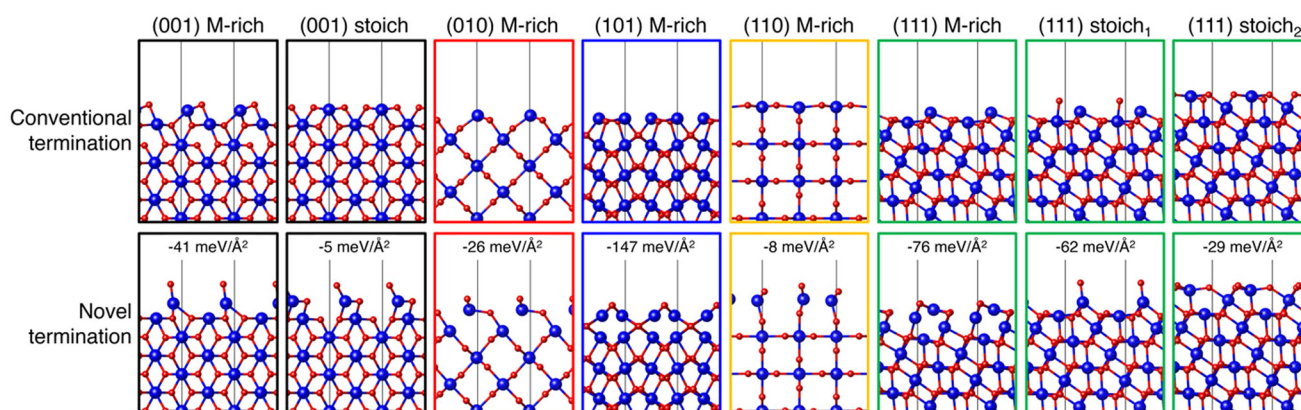 (001) M-rich (001) stoich (010) M-rich (101) M-rich (110) M-rich (111) M-rich (111) stoich₁ (111) stoich₂
Conventional
termination
-41 meV/Å² -5 meV/Å² -26 meV/Å² -147 meV/Å² -8 meV/Å² -76 meV/Å² -62 meV/Å² -29 meV/Å²
Novel
termination